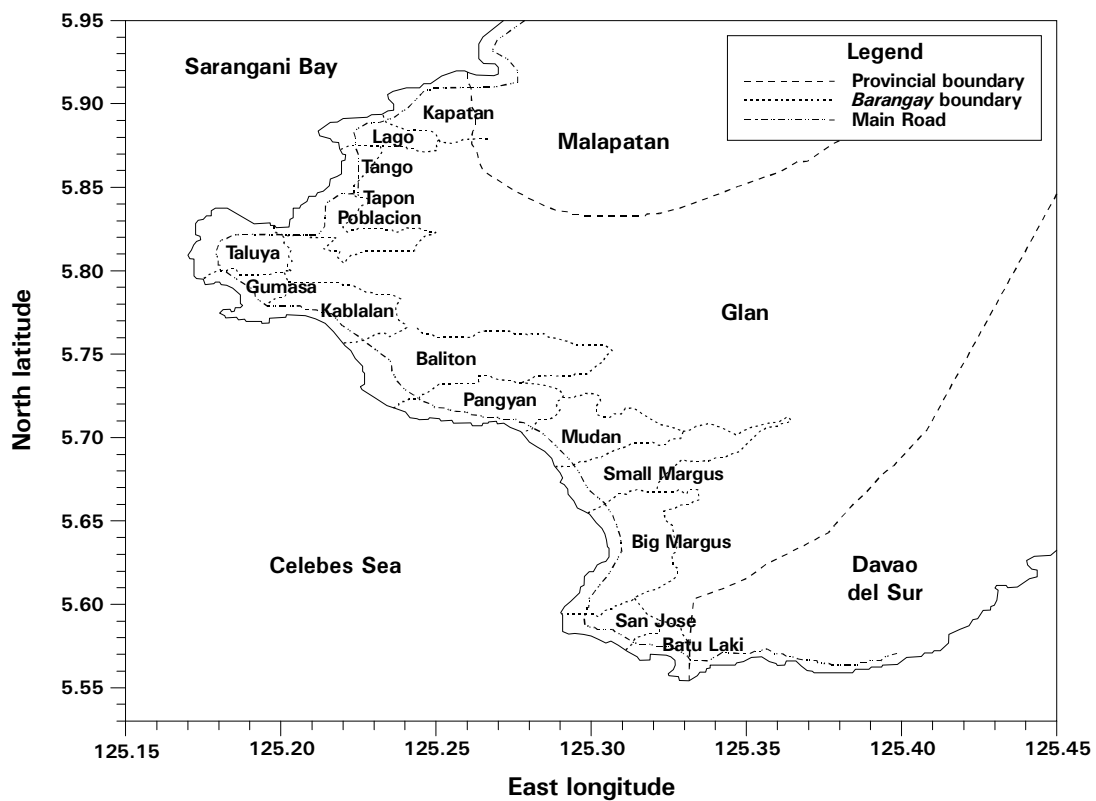 5.95
5.90
5.85
5.80
5.75
5.70
5.65
5.60
5.55
North latitude
Sarangani Bay
Legend
Provincial boundary
Barangay boundary
Main Road
Kapatan
Malapatan
Lago
Tango
Tapon
Poblacion
Taluya
Gumasa
Kablalan
Glan
Baliton
Pangyan
Mudan
Small Margus
Big Margus
Celebes Sea
Davao
del Sur
San Jose
Batu Laki
125.15
125.20
125.25
125.30
125.35
125.40
125.45
East longitude